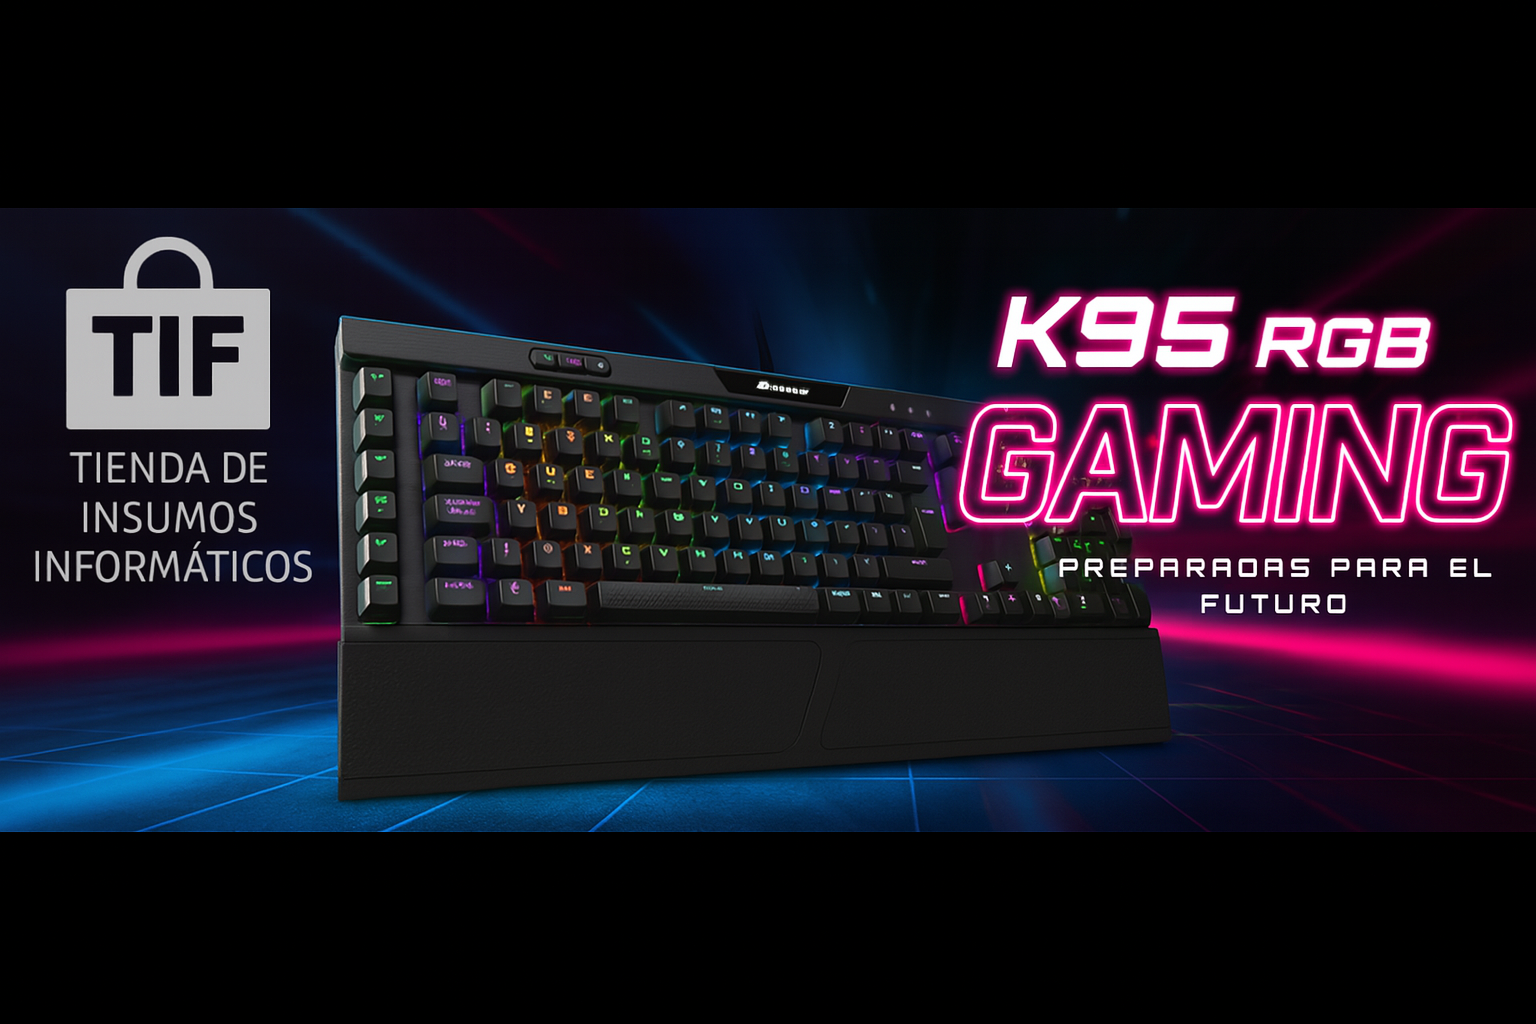 TIF
TIENDA DE
INSUMOS
INFORMÁTICOS
K95 RGB
GAMING
PREPARADAS PARA EL
FUTURO